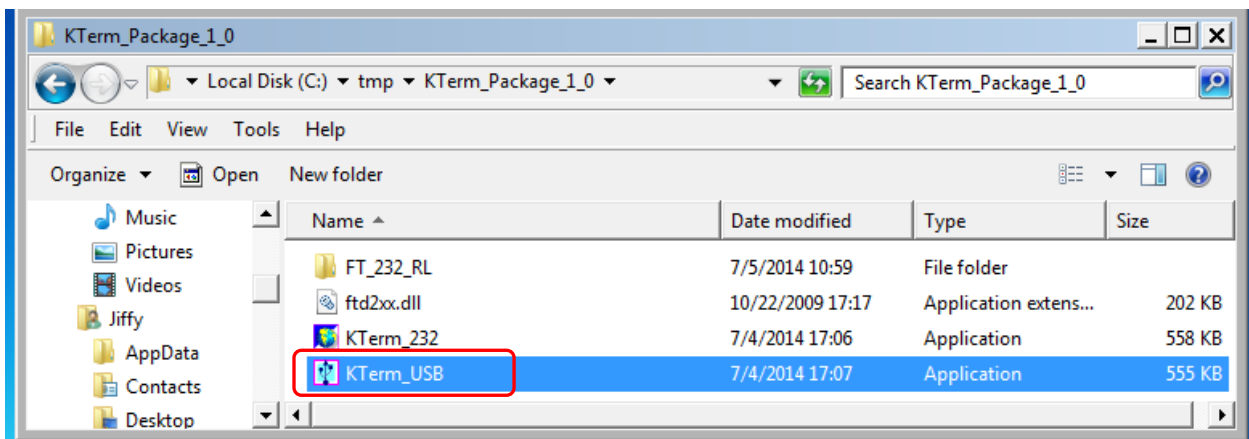 KTerm_Package_1_0
Local Disk (C:) tmp KTerm_Package_1_0 Search KTerm_Package_1_0
File Edit View Tools Help
Organize Open New folder
Music
Pictures
Videos
Jiffy
AppData
Contacts
Desktop
Name Date modified Type Size
FT_232_RL 7/5/2014 10:59 File folder
ftd2xx.dll 10/22/2009 17:17 Application extens... 202 KB
KTerm_232 7/4/2014 17:06 Application 558 KB
KTerm_USB 7/4/2014 17:07 Application 555 KB